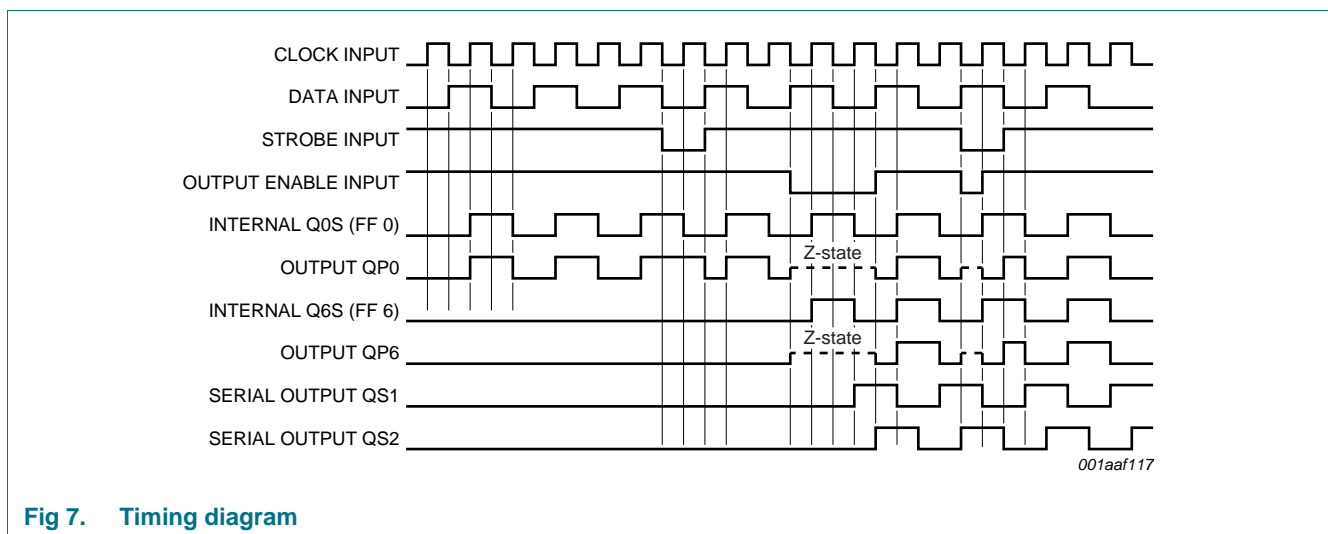 CLOCK INPUT
DATA INPUT
STROBE INPUT
OUTPUT ENABLE INPUT
INTERNAL Q0S (FF 0)
Z-state
OUTPUT QP0
INTERNAL Q6S (FF 6)
Z-state
OUTPUT QP6
SERIAL OUTPUT QS1
SERIAL OUTPUT QS2
001aaf117
Fig 7. Timing diagram